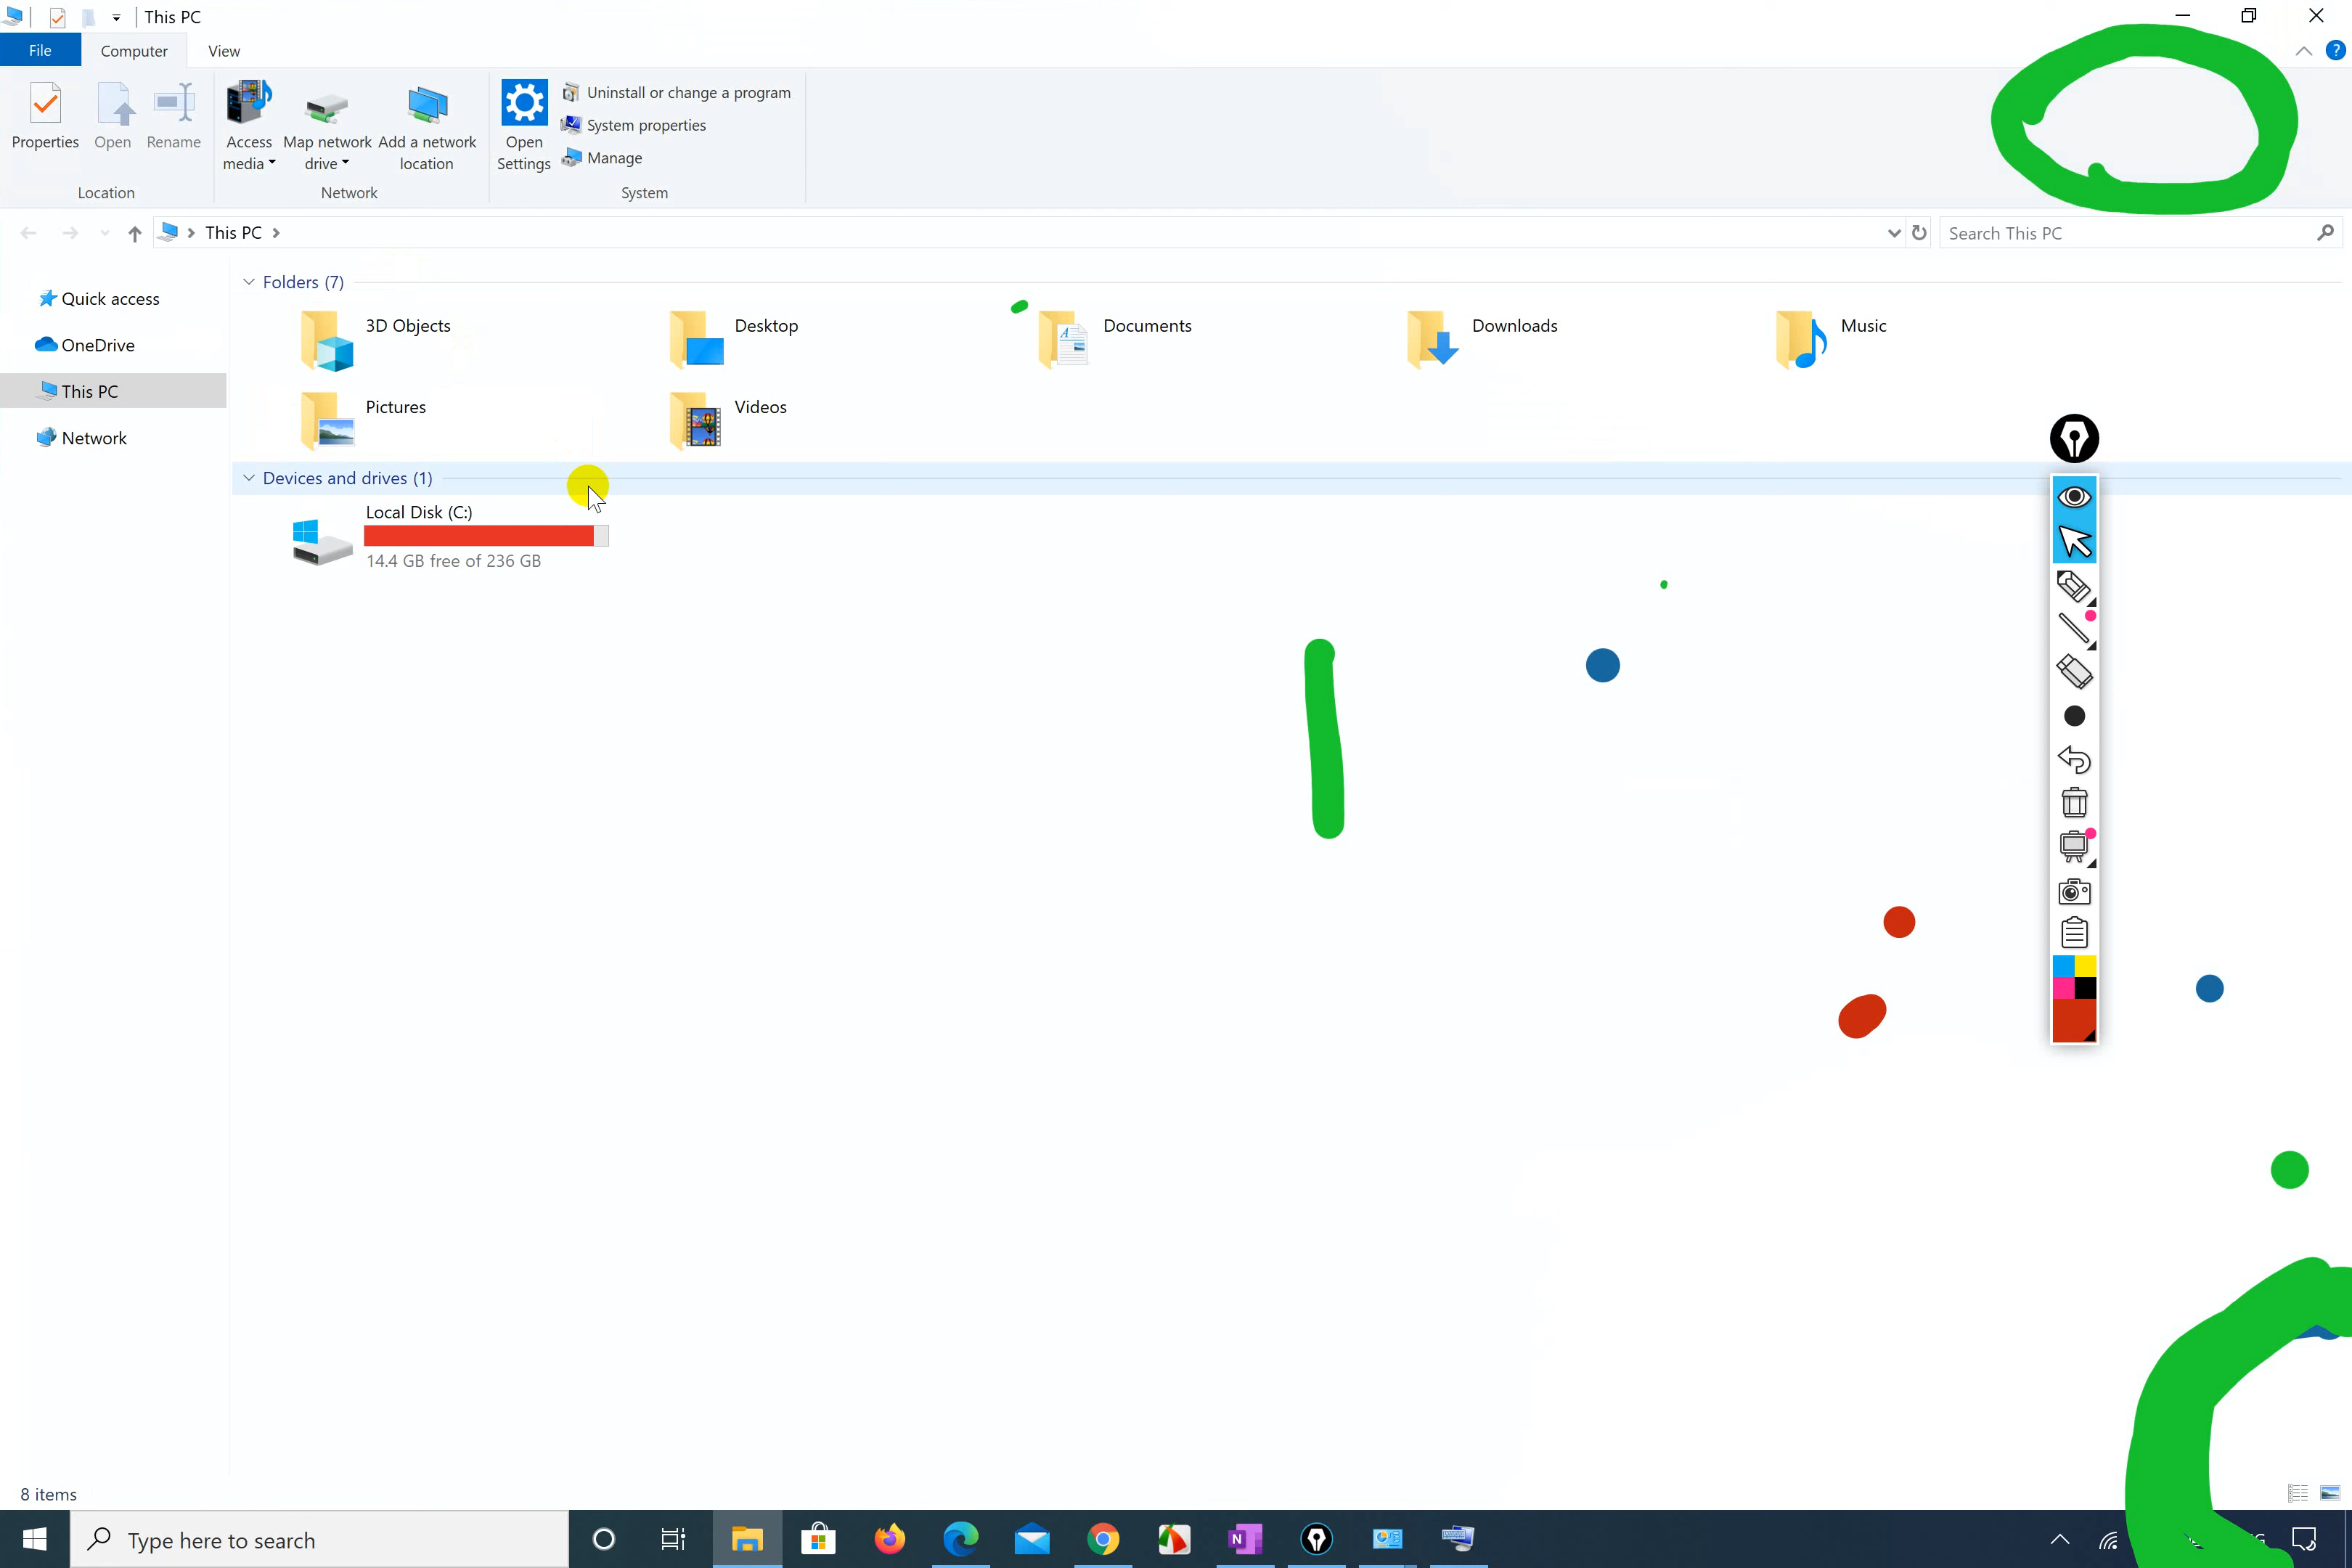 This PC
File Computer View
Properties Open Rename Access media Map network drive Add a network location Open Settings Uninstall or change a program
System properties
Manage
Location Network System
This PC Search This PC
Quick access
OneDrive
This PC
Network
Folders (7)
3D Objects Desktop Documents Downloads Music
Pictures Videos
Devices and drives (1)
Local Disk (C:)
14.4 GB free of 236 GB
8 items
Type here to search